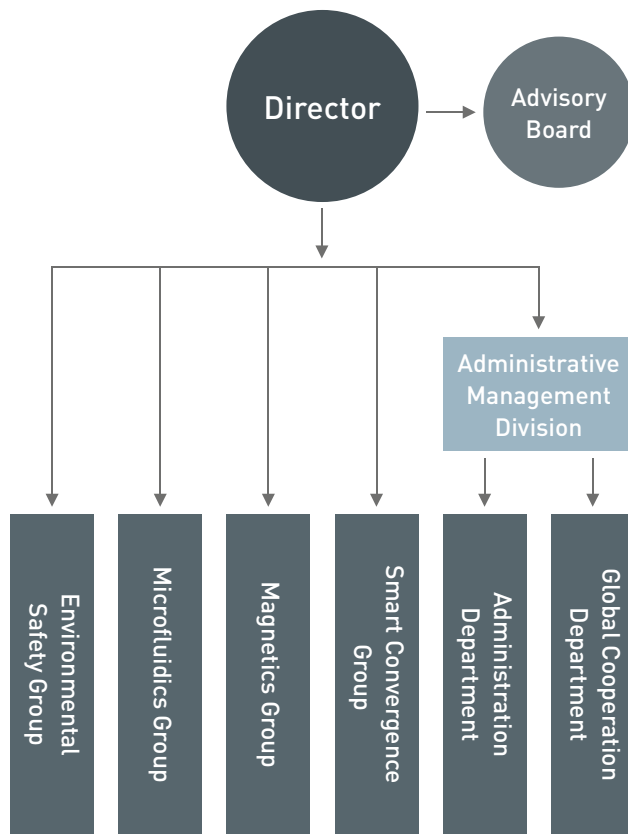 Director
Advisory
Board
Administrative
Management
Division
Environmental
Safety Group
Microfluidics Group
Magnetics Group
Smart Convergence
Group
Administration
Department
Global Cooperation
Department